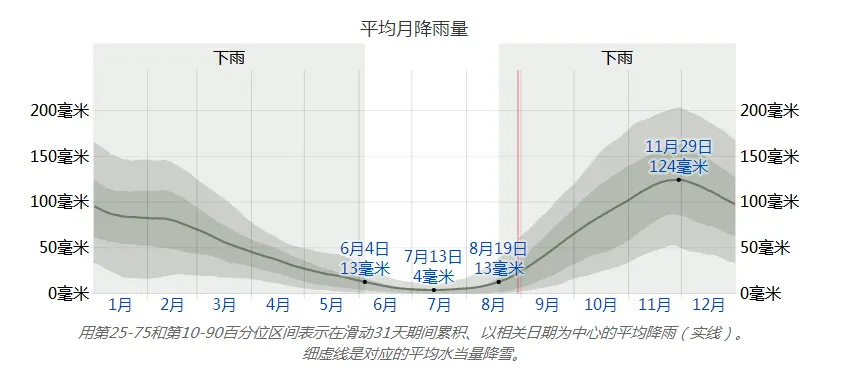 平均月降雨量
下雨 下雨
200毫米 200毫米
150毫米 150毫米
100毫米 100毫米
50毫米 50毫米
0毫米 0毫米
11月29日
124毫米
6月4日
13毫米
7月13日
4毫米
8月19日
13毫米
1月 2月 3月 4月 5月 6月 7月 8月 9月 10月 11月 12月
用第25-75和第10-90百分位区间表示在滑动31天期间累积、以相关日期为中心的平均降雨（实线）。
细虚线是对应的平均水当量降雪。